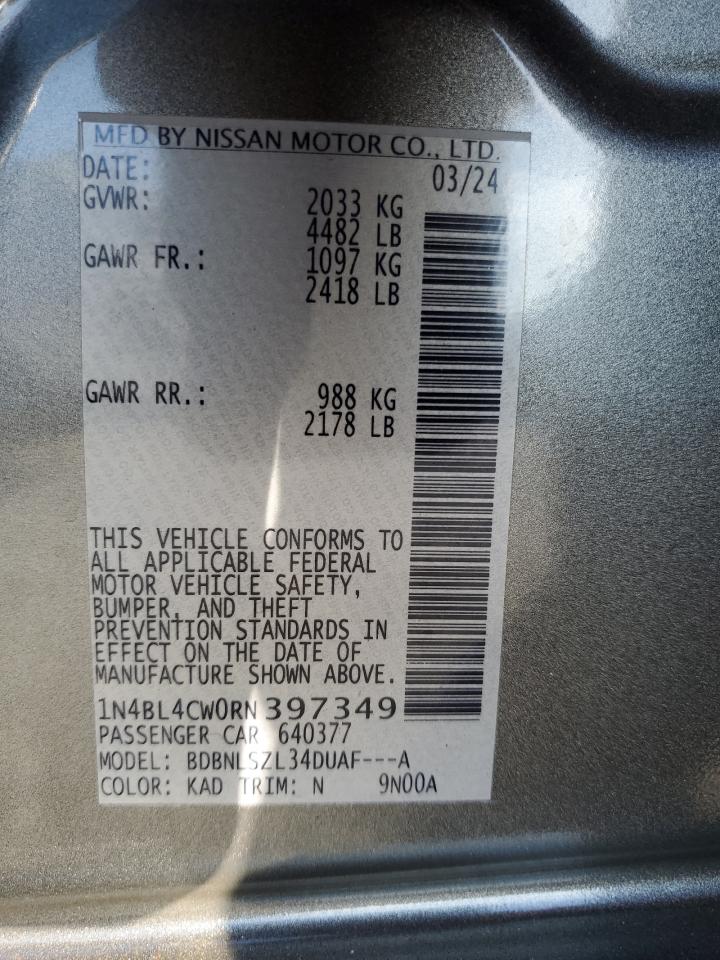 MFD BY NISSAN MOTOR CO., LTD.
DATE: 03/24
GVWR: 2033 KG
4482 LB
GAWR FR.: 1097 KG
2418 LB
GAWR RR.: 988 KG
2178 LB
THIS VEHICLE CONFORMS TO
ALL APPLICABLE FEDERAL
MOTOR VEHICLE SAFETY,
BUMPER, AND THEFT
PREVENTION STANDARDS IN
EFFECT ON THE DATE OF
MANUFACTURE SHOWN ABOVE.
1N4BL4CW0RN397349
PASSENGER CAR 640377
MODEL: BDBNLSZL34DUAF---A
COLOR: KAD TRIM: N 9N00A